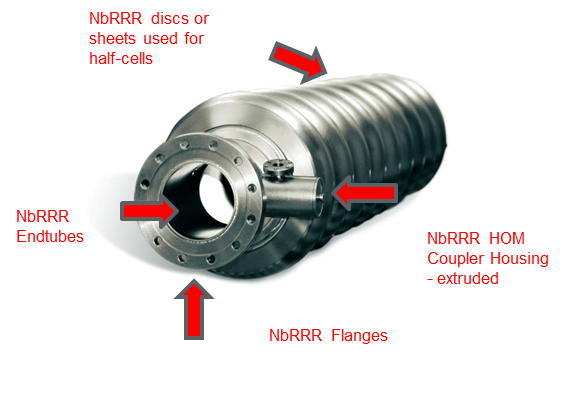 NbRRR discs or
sheets used for
half-cells
NbRRR
Endtubes
NbRRR HOM
Coupler Housing
- extruded
NbRRR Flanges